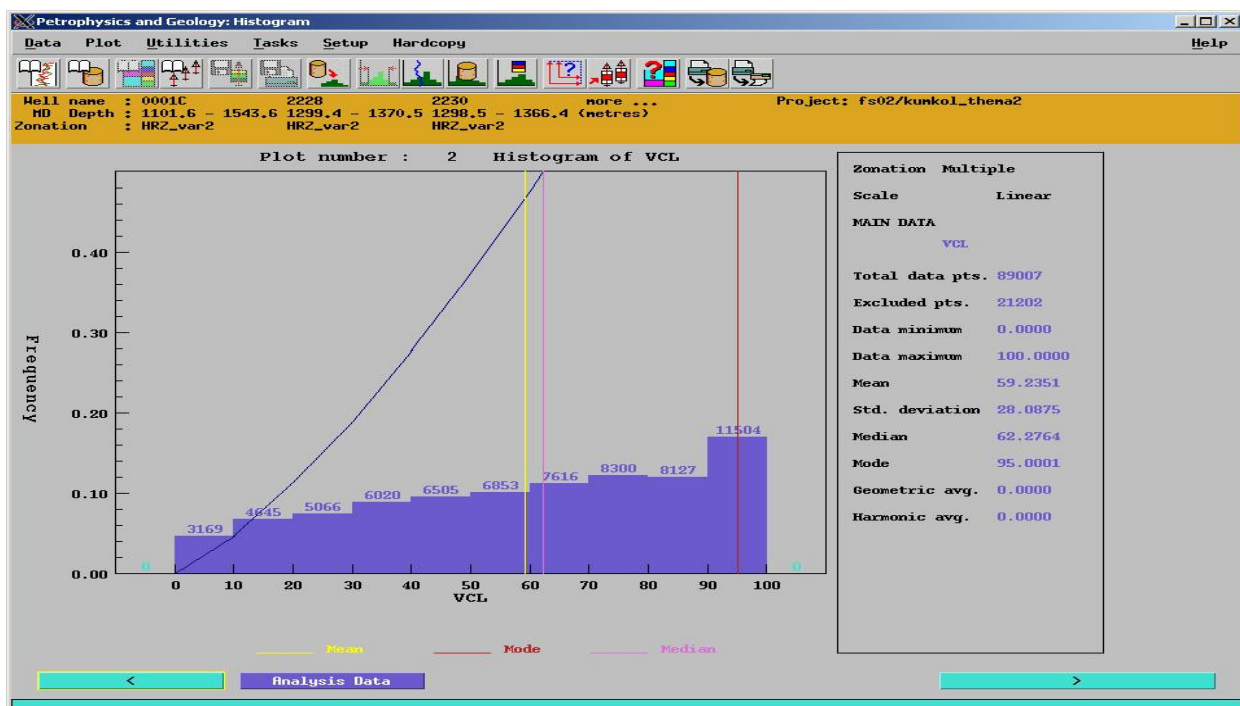 Petrophysics and Geology: Histogram
Data Plot Utilities Tasks Setup Hardcopy Help
Well name : 0001C 2228 2230 more ... Project: fs02/kumkol_thema2
MD Depth : 1101.6 - 1543.6 1299.4 - 1370.5 1298.5 - 1366.4 (metres)
Zonation : HRZ_var2 HRZ_var2 HRZ_var2
Plot number : 2 Histogram of VCL
Frequency
0.40
0.30
0.20
0.10
0.00
0
3169
4645
5066
6020
6505
6853
7616
8300
8127
11504
0
0 10 20 30 40 50 60 70 80 90 100
VCL
Mean Mode Median
Zonation Multiple
Scale Linear
MAIN DATA
VCL
Total data pts. 89007
Excluded pts. 21202
Data minimum 0.0000
Data maximum 100.0000
Mean 59.2351
Std. deviation 28.0875
Median 62.2764
Mode 95.0001
Geometric avg. 0.0000
Harmonic avg. 0.0000
< Analysis Data >